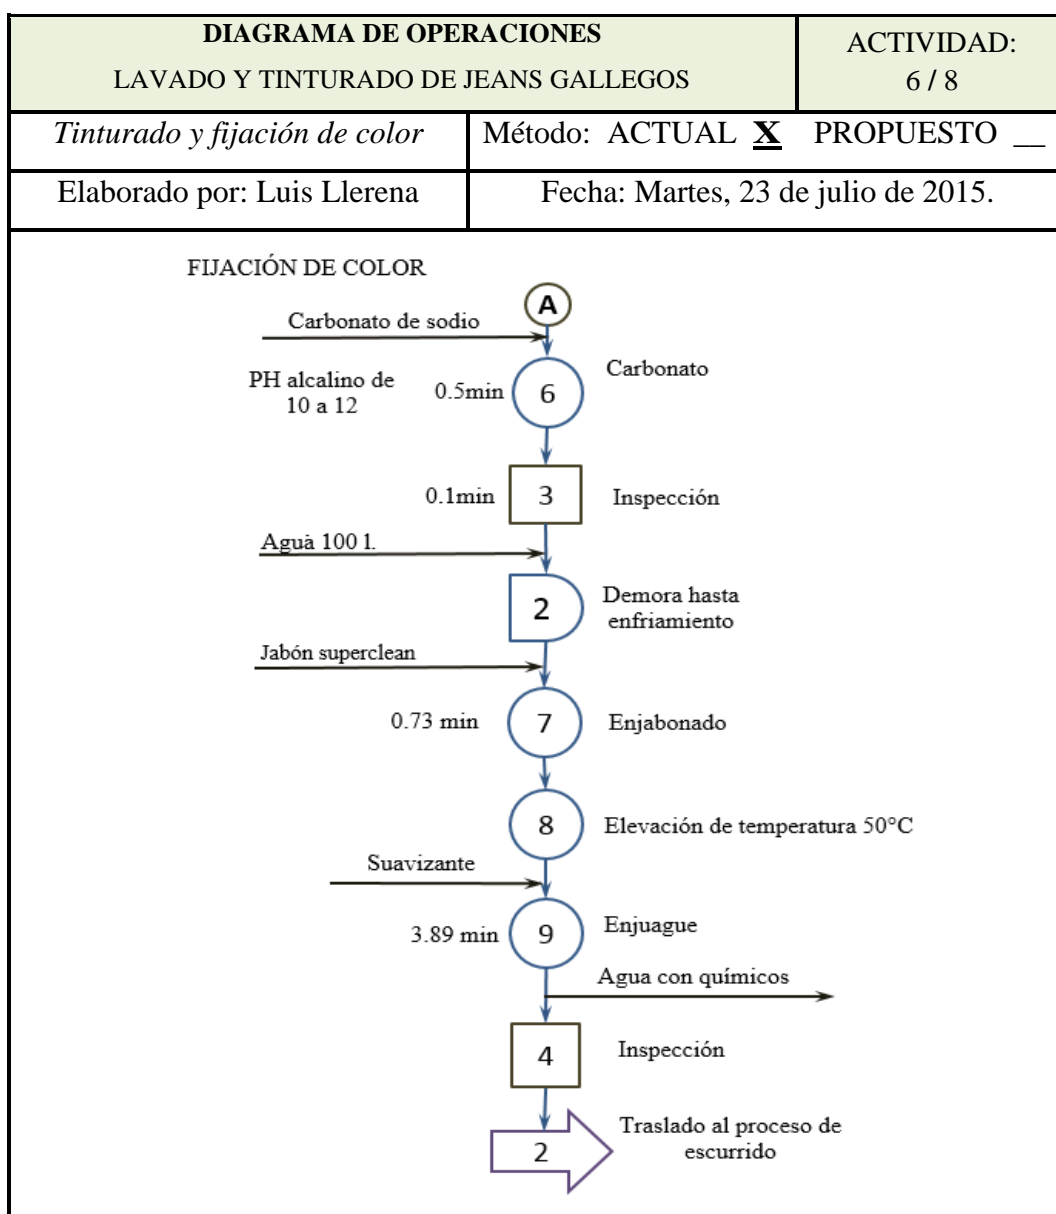 DIAGRAMA DE OPERACIONES
LAVADO Y TINTURADO DE JEANS GALLEGOS
ACTIVIDAD:
6 / 8
Tinturado y fijación de color
Método: ACTUAL X PROPUESTO __
Elaborado por: Luis Llerena
Fecha: Martes, 23 de julio de 2015.
FIJACIÓN DE COLOR
A
Carbonato de sodio
PH alcalino de
10 a 12
0.5min
6
Carbonato
0.1min
3
Inspección
Agua 100 l.
2
Demora hasta
enfriamiento
Jabón superclean
0.73 min
7
Enjabonado
8
Elevación de temperatura 50°C
Suavizante
3.89 min
9
Enjuague
Agua con químicos
4
Inspección
2
Traslado al proceso de
escurrido